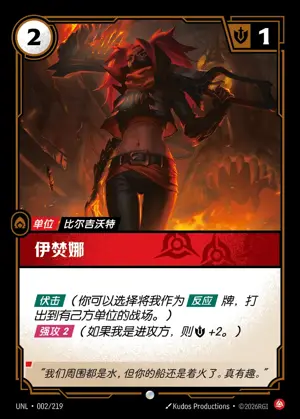 2
1
单位 比尔吉沃特
伊焚娜
伏击 (你可以选择将我作为 反应 牌，打
出到有己方单位的战场。)
强攻 2 (如果我是进攻方，则 +2。)
"我们周围都是水，但你的船还是着火了。真有趣。"
UNL · 002/219
Kudos Productions · ©2026RGI